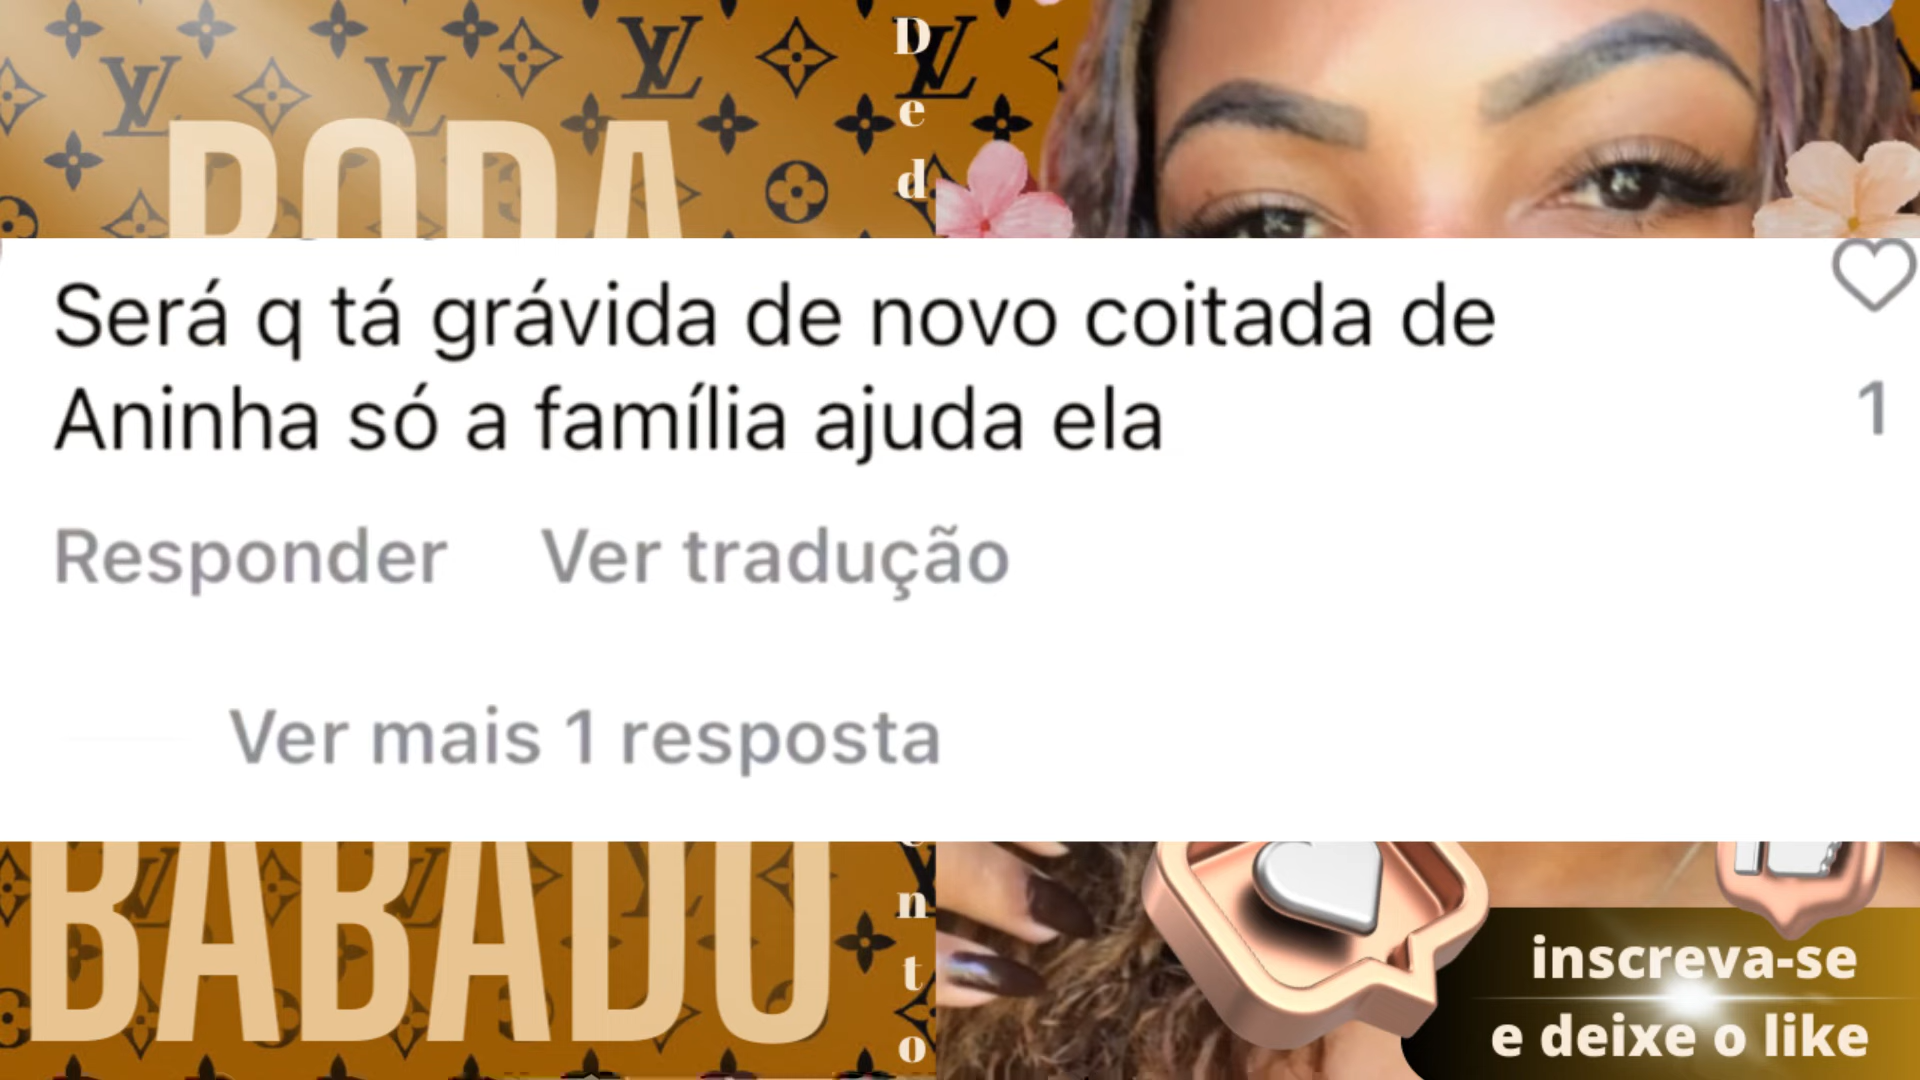 Será q tá grávida de novo coitada de
Aninha só a família ajuda ela
1
Responder Ver tradução
Ver mais 1 resposta
BABADO
inscreva-se
e deixe o like